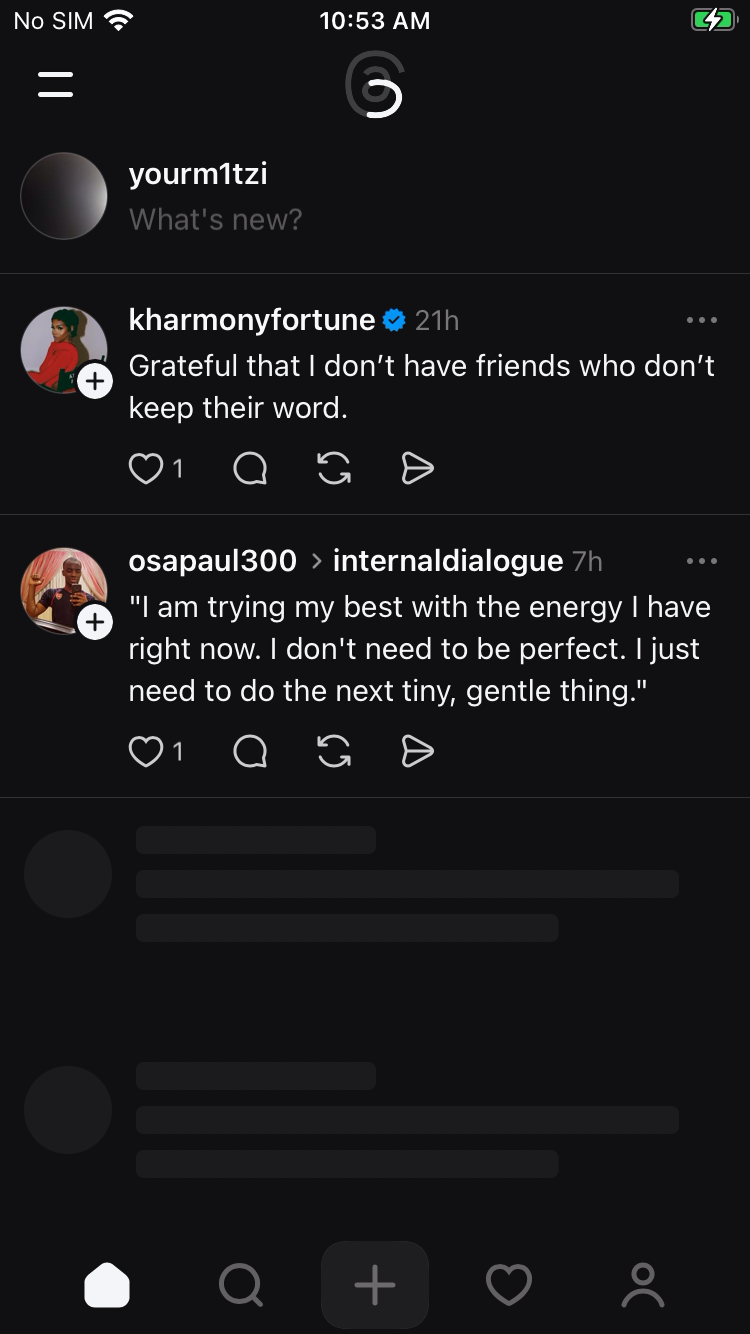 No SIM 10:53 AM
yourm1tzi
What's new?
kharmonyfortune 21h
Grateful that I don’t have friends who don’t
keep their word.
1
osapaul300 > internaldialogue 7h
"I am trying my best with the energy I have
right now. I don't need to be perfect. I just
need to do the next tiny, gentle thing."
1